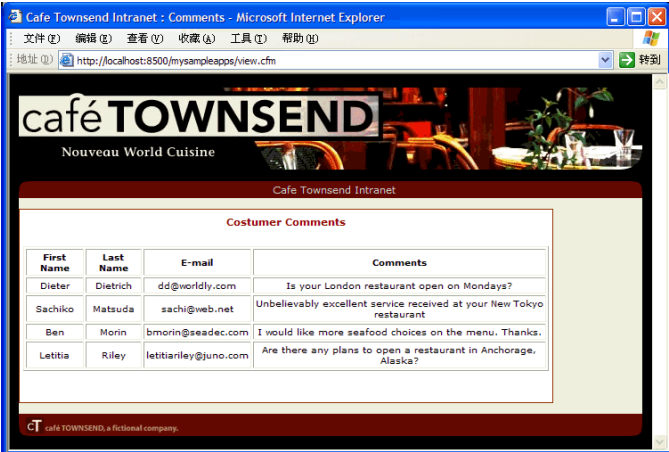 Cafe Townsend Intranet : Comments - Microsoft Internet Explorer
文件(F) 编辑(E) 查看(V) 收藏(A) 工具(T) 帮助(H)
地址(D) http://localhost:8500/mysampleapps/view.cfm 转到
café TOWNSEND
Nouveau World Cuisine
Cafe Townsend Intranet
Costumer Comments
First Name Last Name E-mail Comments
Dieter Dietrich dd@worldly.com Is your London restaurant open on Mondays?
Sachiko Matsuda sachi@web.net Unbelievably excellent service received at your New Tokyo
restaurant
Ben Morin bmorin@seadec.com I would like more seafood choices on the menu. Thanks.
Letitia Riley letitiariley@juno.com Are there any plans to open a restaurant in Anchorage,
Alaska?
cT café TOWNSEND, a fictional company.